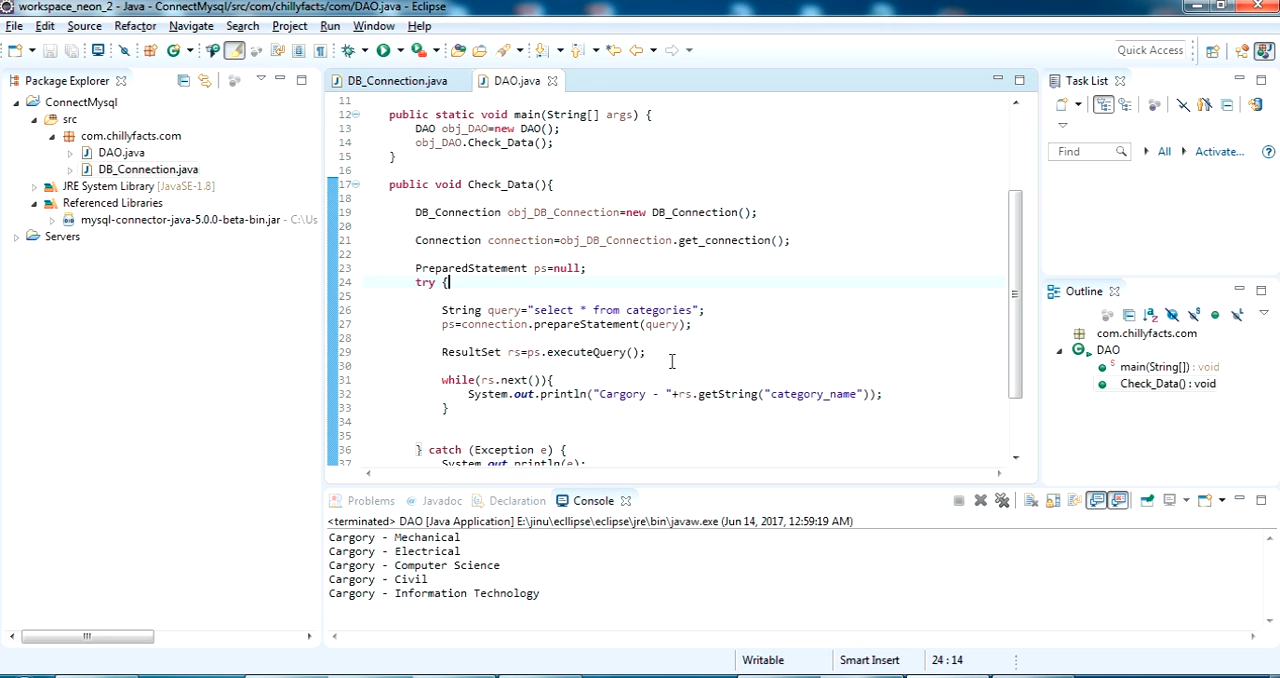 workspace_neon_2 - Java - ConnectMysql/src/com/chillyfacts/com/DAO.java - Eclipse
File Edit Source Refactor Navigate Search Project Run Window Help
Quick Access
Package Explorer
ConnectMysql
src
com.chillyfacts.com
DAO.java
DB_Connection.java
JRE System Library [JavaSE-1.8]
Referenced Libraries
mysql-connector-java-5.0.0-beta-bin.jar - C:\Us
Servers
DB_Connection.java DAO.java
11
12 public static void main(String[] args) {
13 DAO obj_DAO=new DAO();
14 obj_DAO.Check_Data();
15 }
16
17 public void Check_Data(){
18
19 DB_Connection obj_DB_Connection=new DB_Connection();
20
21 Connection connection=obj_DB_Connection.get_connection();
22
23 PreparedStatement ps=null;
24 try {
25
26 String query="select * from categories";
27 ps=connection.prepareStatement(query);
28
29 ResultSet rs=ps.executeQuery();
30
31 while(rs.next()){
32 System.out.println("Cargory - "+rs.getString("category_name"));
33 }
34
35
36 } catch (Exception e) {
37 System.out.println(e);
Task List
Find All Activate...
Outline
com.chillyfacts.com
DAO
main(String[]) : void
Check_Data() : void
Problems Javadoc Declaration Console
<terminated> DAO [Java Application] E:\jinu\ecllipse\eclipse\jre\bin\javaw.exe (Jun 14, 2017, 12:59:19 AM)
Cargory - Mechanical
Cargory - Electrical
Cargory - Computer Science
Cargory - Civil
Cargory - Information Technology
Writable Smart Insert 24 : 14